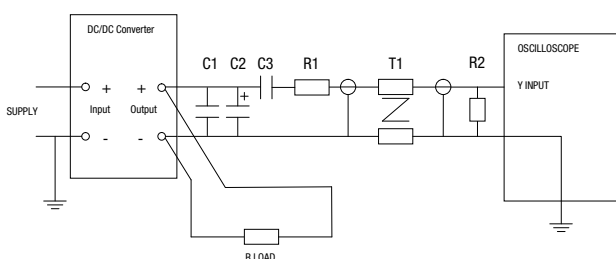 DC/DC Converter
C1 C2 C3 R1 T1 R2
OSCILLOSCOPE
Y INPUT
+ + +
Input Output
SUPPLY
- -
R LOAD